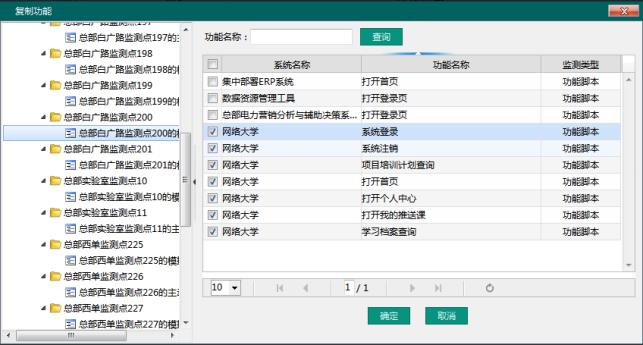 复制功能
总部白广路监测点197
总部白广路监测点197的主
总部白广路监测点198
总部白广路监测点198的模
总部白广路监测点199
总部白广路监测点199的模
总部白广路监测点200
总部白广路监测点200的模
总部白广路监测点201
总部白广路监测点201的模
总部实验室监测点10
总部实验室监测点10的模
总部实验室监测点11
总部实验室监测点11的主
总部西单监测点225
总部西单监测点225的模拟
总部西单监测点226
总部西单监测点226的主动
总部西单监测点227
总部西单监测点227的模拟
功能名称： 查询
系统名称 功能名称 监测类型
集中部署ERP系统 打开首页 功能脚本
数据资源管理工具 打开登录页 功能脚本
总部电力营销分析与辅助决策系... 打开登录页 功能脚本
网络大学 系统登录 功能脚本
网络大学 系统注销 功能脚本
网络大学 项目培训计划查询 功能脚本
网络大学 打开首页 功能脚本
网络大学 打开个人中心 功能脚本
网络大学 打开我的推送课 功能脚本
网络大学 学习档案查询 功能脚本
10 1 / 1
确定 取消